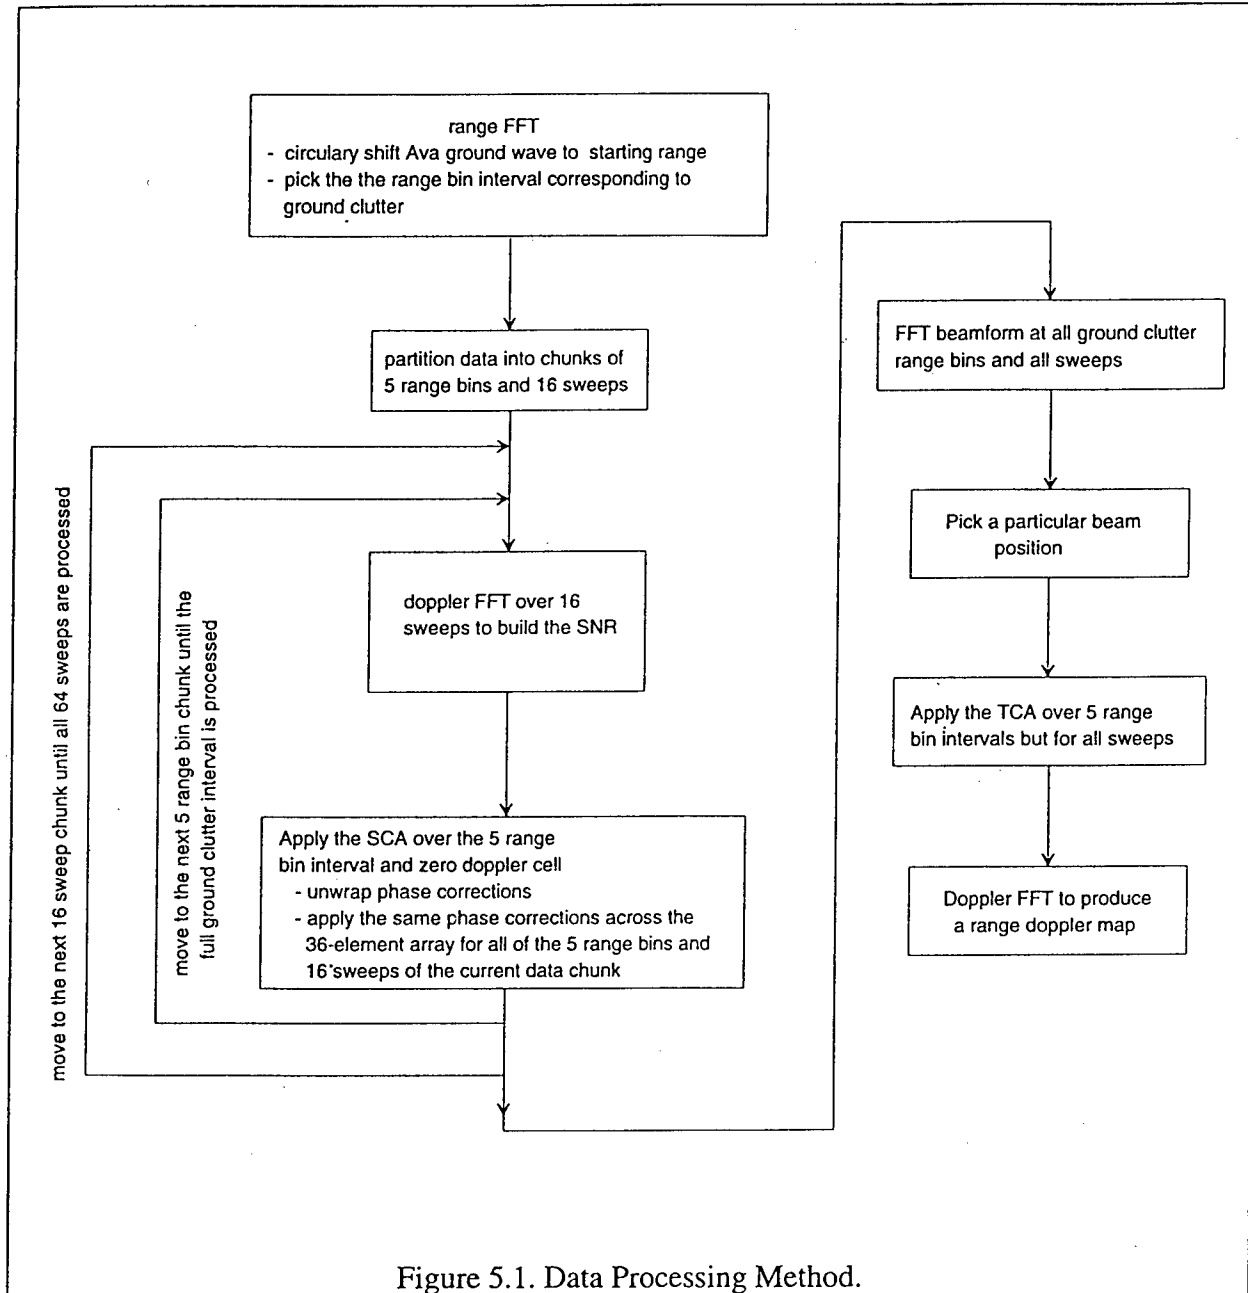 range FFT
- circulary shift Ava ground wave to starting range
- pick the the range bin interval corresponding to
ground clutter
partition data into chunks of
5 range bins and 16 sweeps
move to the next 16 sweep chunk until all 64 sweeps are processed
move to the next 5 range bin chunk until the
full ground clutter interval is processed
doppler FFT over 16
sweeps to build the SNR
Apply the SCA over the 5 range
bin interval and zero doppler cell
- unwrap phase corrections
- apply the same phase corrections across the
36-element array for all of the 5 range bins and
16 sweeps of the current data chunk
FFT beamform at all ground clutter
range bins and all sweeps
Pick a particular beam
position
Apply the TCA over 5 range
bin intervals but for all sweeps
Doppler FFT to produce
a range doppler map
Figure 5.1. Data Processing Method.